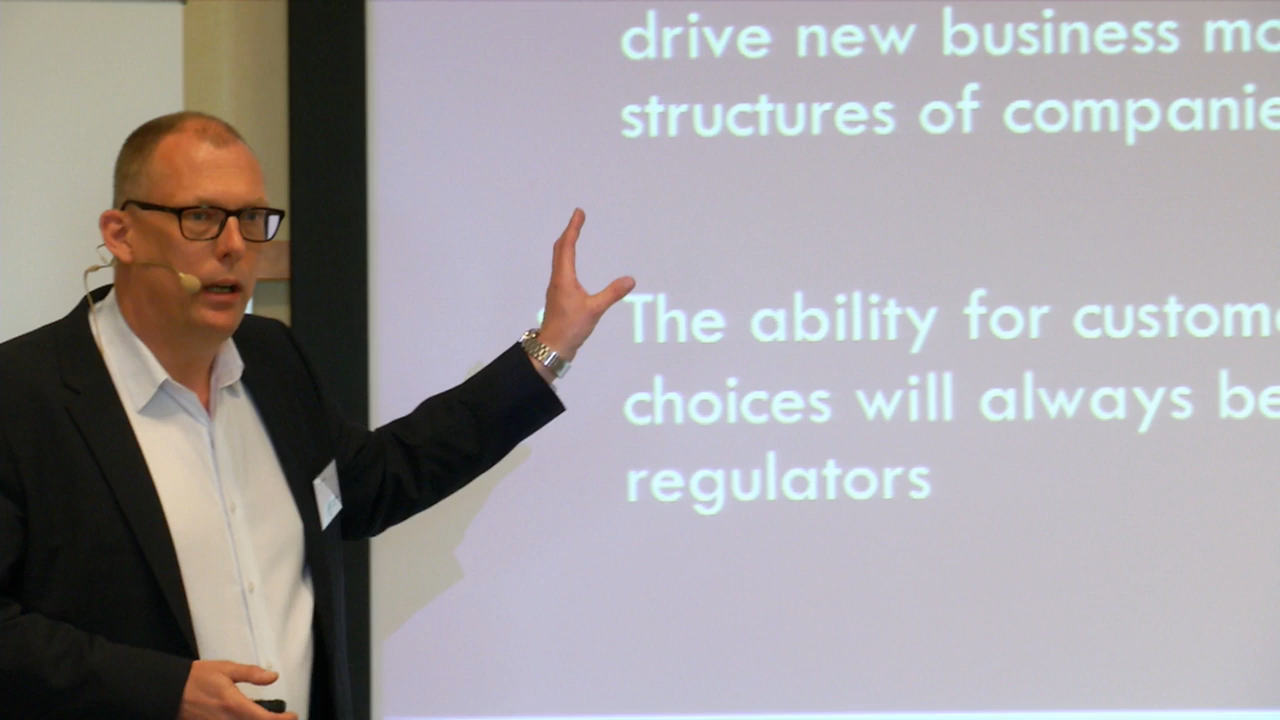 drive new business mo
structures of companie
The ability for custome
choices will always be
regulators